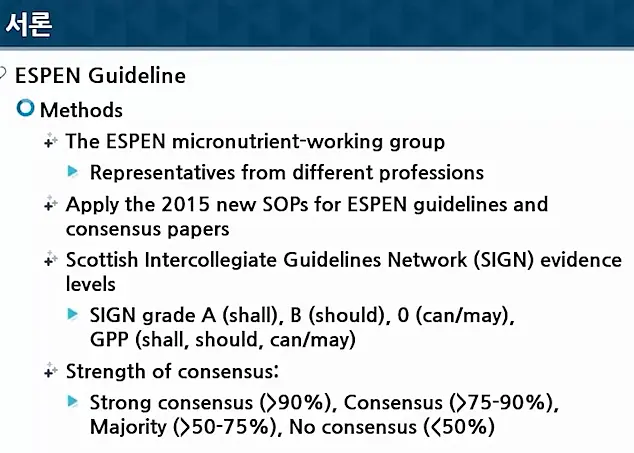 서론
ESPEN Guideline
Methods
The ESPEN micronutrient-working group
Representatives from different professions
Apply the 2015 new SOPs for ESPEN guidelines and
consensus papers
Scottish Intercollegiate Guidelines Network (SIGN) evidence
levels
SIGN grade A (shall), B (should), 0 (can/may),
GPP (shall, should, can/may)
Strength of consensus:
Strong consensus (>90%), Consensus (>75-90%),
Majority (>50-75%), No consensus (<50%)